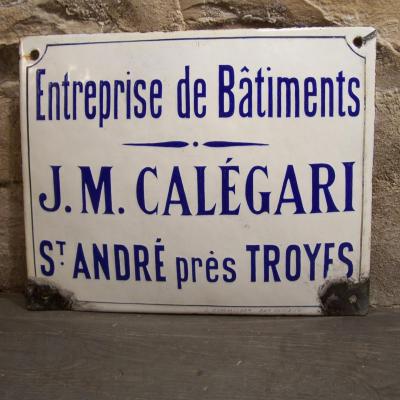 Entreprise de Bâtiments
J.M. CALÉGARI
ST. ANDRÉ près TROYES